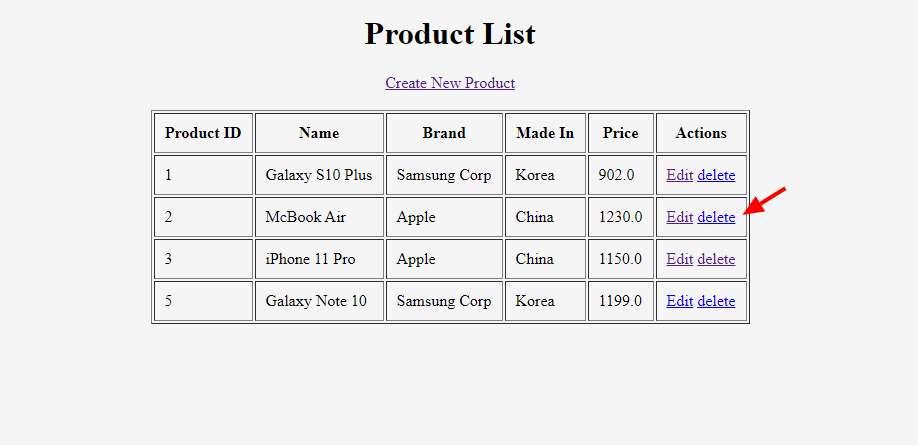 Product List
Create New Product
Product ID Name Brand Made In Price Actions
1 Galaxy S10 Plus Samsung Corp Korea 902.0 Edit delete
2 McBook Air Apple China 1230.0 Edit delete
3 iPhone 11 Pro Apple China 1150.0 Edit delete
5 Galaxy Note 10 Samsung Corp Korea 1199.0 Edit delete